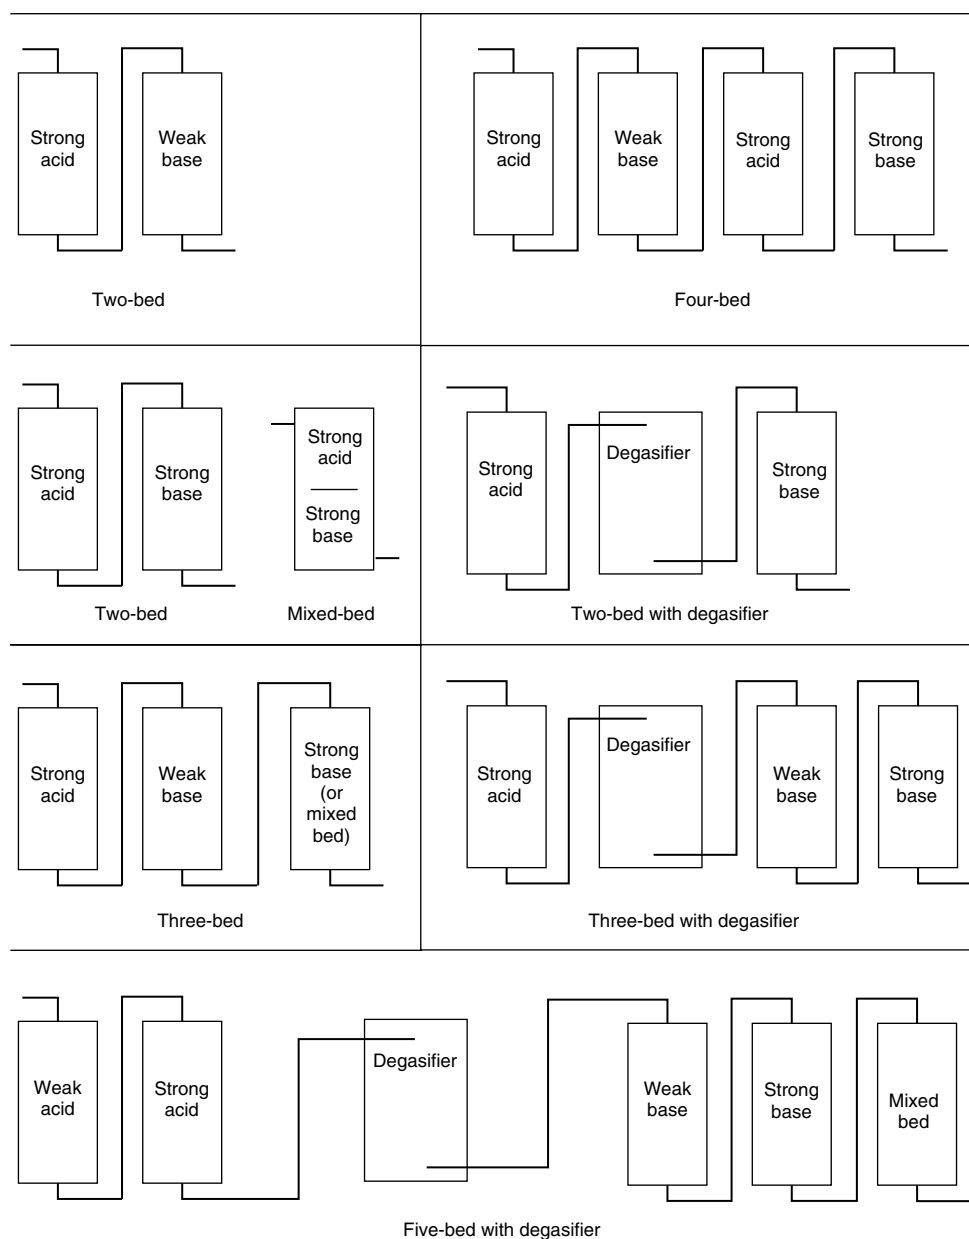 Strong
acid
Weak
base
Two-bed
Strong
acid
Weak
base
Strong
acid
Strong
base
Four-bed
Strong
acid
Strong
base
Two-bed
Strong
acid
Strong
base
Mixed-bed
Strong
acid
Degasifier
Strong
base
Two-bed with degasifier
Strong
acid
Weak
base
Strong
base
(or
mixed
bed)
Three-bed
Strong
acid
Degasifier
Weak
base
Strong
base
Three-bed with degasifier
Weak
acid
Strong
acid
Degasifier
Weak
base
Strong
base
Mixed
bed
Five-bed with degasifier